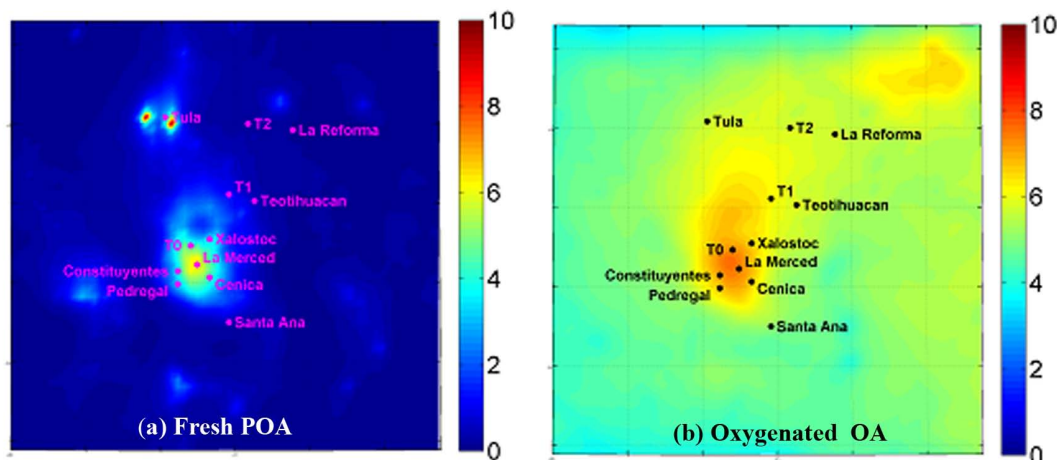 10
8
6
4
2
0
Tula
T2
La Reforma
T1
Teotihuacan
Xalostoc
T0
La Merced
Constituyentes
Cenica
Pedregal
Santa Ana
(a) Fresh POA
10
8
6
4
2
0
Tula
T2
La Reforma
T1
Teotihuacan
Xalostoc
T0
La Merced
Constituyentes
Cenica
Pedregal
Santa Ana
(b) Oxygenated OA